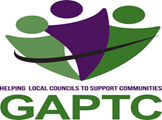 HELPING LOCAL COUNCILS TO SUPPORT COMMUNITIES
GAPTC